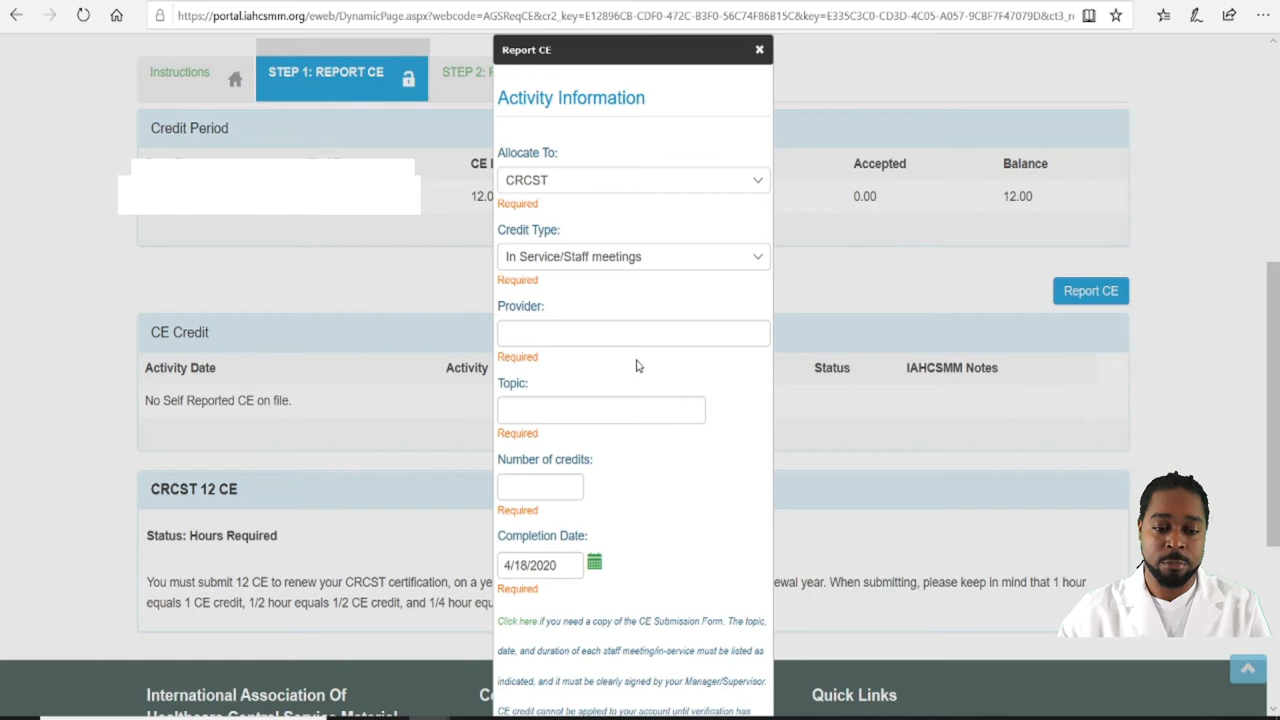 https://portal.iahcsmm.org/eweb/DynamicPage.aspx?webcode=AGSReqCE&cr2_key=E12896CB-CDF0-472C-B3F0-56C74F86B15C&key=E335C3C0-CD3D-4C05-A057-9CBF7F47079D&ct3_r
Report CE
Instructions
STEP 1: REPORT CE
STEP 2:
Activity Information
Credit Period
Allocate To:
CE
Accepted
Balance
CRCST
12.0
0.00
12.00
Required
Credit Type:
In Service/Staff meetings
Required
Report CE
Provider:
CE Credit
Required
Activity Date
Activity
Status
IAHCSMM Notes
Topic:
No Self Reported CE on file.
Required
Number of credits:
CRCST 12 CE
Required
Status: Hours Required
Completion Date:
4/18/2020
You must submit 12 CE to renew your CRCST certification, on a ye
newal year. When submitting, please keep in mind that 1 hour
Required
equals 1 CE credit, 1/2 hour equals 1/2 CE credit, and 1/4 hour equ
Click here if you need a copy of the CE Submission Form. The topic,
date, and duration of each staff meeting/in-service must be listed as
indicated, and it must be clearly signed by your Manager/Supervisor.
CE credit cannot be applied to your account until verification has
International Association Of
Co
Quick Links
Healthcare Central Service Materiel